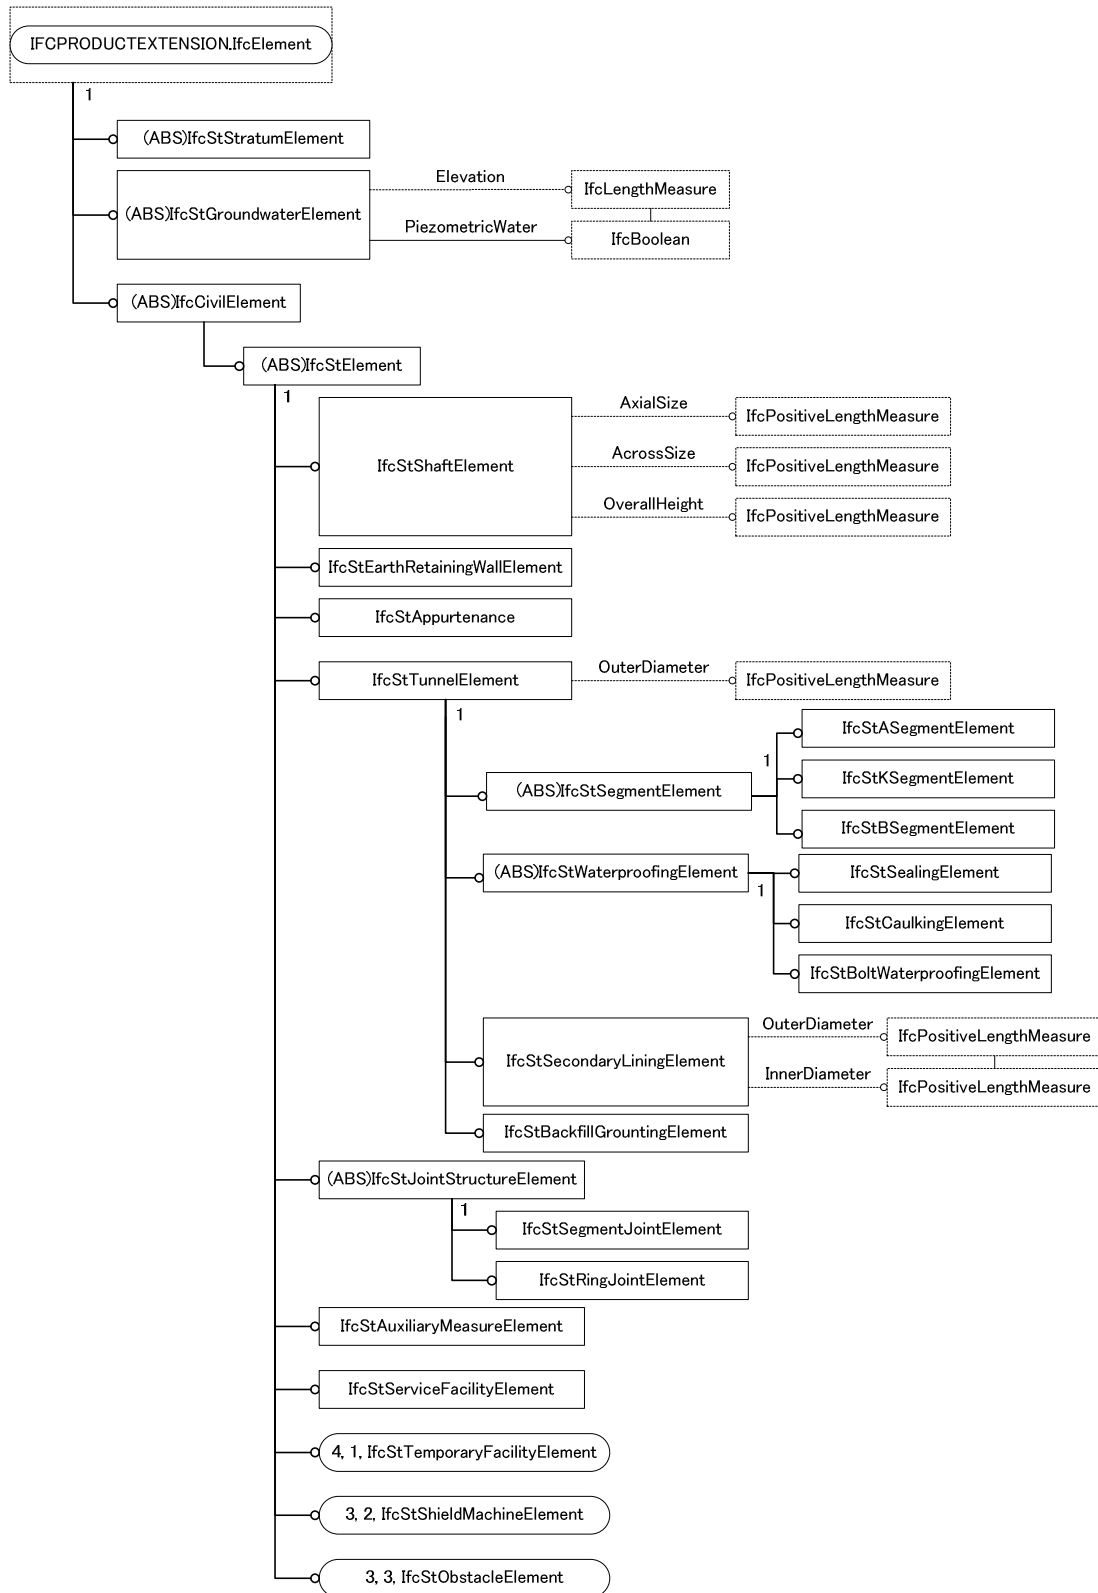 IFCPRODUCTEXTENSION.IfcElement
1
(ABS)IfcStStratumElement
Elevation
IfcLengthMeasure
(ABS)IfcStGroundwaterElement
PiezometricWater
IfcBoolean
(ABS)IfcCivilElement
(ABS)IfcStElement
1
AxialSize
IfcPositiveLengthMeasure
IfcStShaftElement
AcrossSize
IfcPositiveLengthMeasure
OverallHeight
IfcPositiveLengthMeasure
IfcStEarthRetainingWallElement
IfcStAppurtenance
IfcStTunnelElement
OuterDiameter
IfcPositiveLengthMeasure
1
IfcStASegmentElement
1
(ABS)IfcStSegmentElement
IfcStKSegmentElement
IfcStBSegmentElement
(ABS)IfcStWaterproofingElement
1
IfcStSealingElement
IfcStCaulkingElement
IfcStBoltWaterproofingElement
OuterDiameter
IfcPositiveLengthMeasure
IfcStSecondaryLiningElement
InnerDiameter
IfcPositiveLengthMeasure
IfcStBackfillGrountingElement
(ABS)IfcStJointStructureElement
1
IfcStSegmentJointElement
IfcStRingJointElement
IfcStAuxiliaryMeasureElement
IfcStServiceFacilityElement
4, 1, IfcStTemporaryFacilityElement
3, 2, IfcStShieldMachineElement
3, 3, IfcStObstacleElement